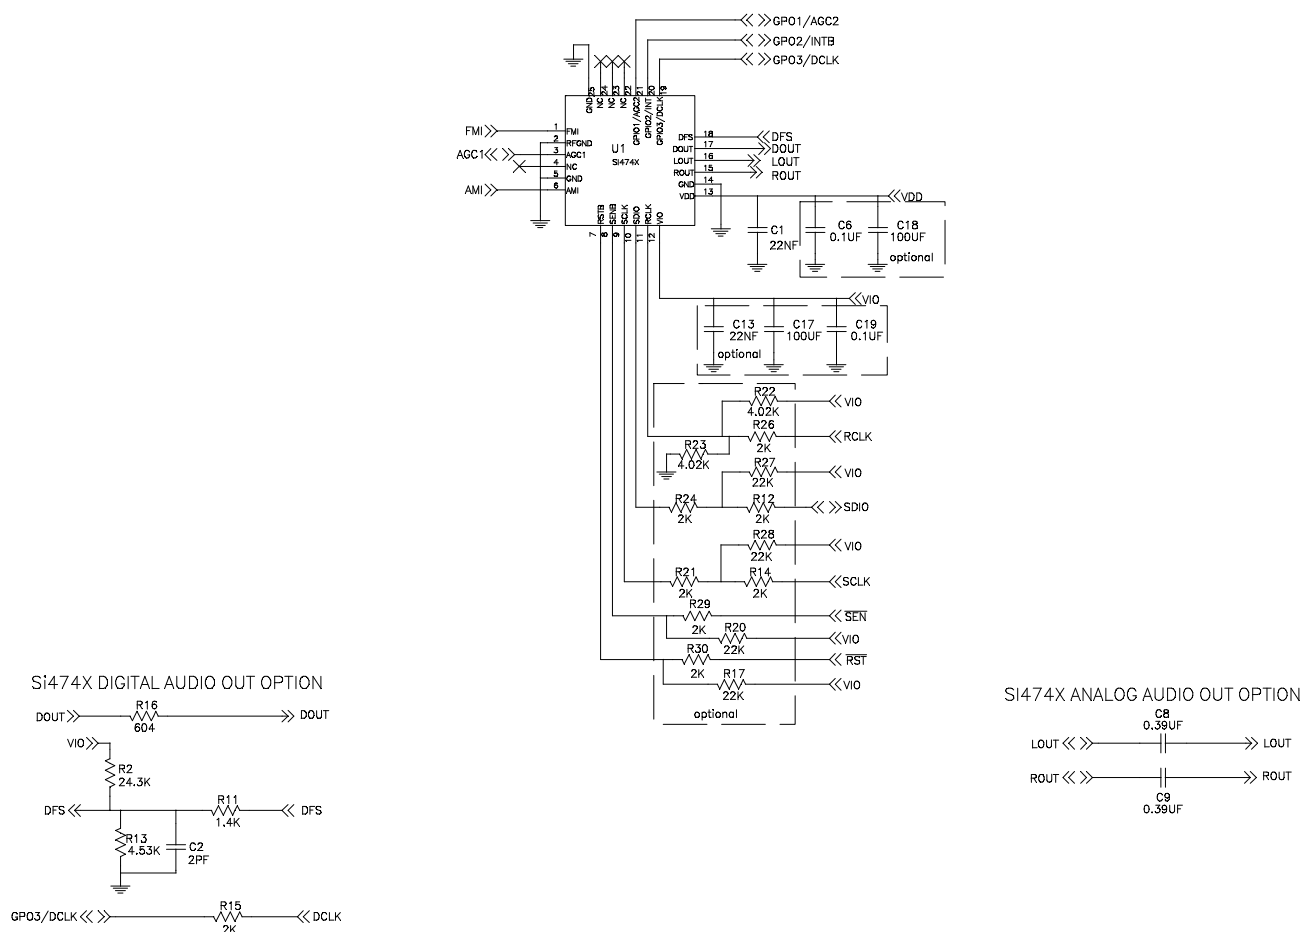 GPO1/AGC2
GPO2/INTB
GPO3/DCLK
25 24 23 22 21 20 19
GND NC NC NC GPIO1/AGC2 GPIO2/INT GPIO3/DCLK
FMI 1 FMI
2 RFGND
AGC1 3 AGC1
4 NC
5 GND
AMI 6 AMI
U1
SI474X
DFS 18 DFS
DOUT 17 DOUT
LOUT 16 LOUT
ROUT 15 ROUT
GND 14
VDD 13 VDD
RSTB SENB SCLK SDIO RCLK VIO
7 8 9 10 11 12
C1
22NF
C6
0.1UF
C18
100UF
optional
VIO
C13
22NF
C17
100UF
C19
0.1UF
optional
R22
4.02K
VIO
R26
2K
RCLK
R23
4.02K
R27
22K
VIO
R24
2K
R12
2K
SDIO
R28
22K
VIO
R21
2K
R14
2K
SCLK
R29
2K
SEN
R20
22K
VIO
R30
2K
RST
R17
22K
VIO
optional
Si474X DIGITAL AUDIO OUT OPTION
DOUT
R16
604
DOUT
VIO
R2
24.3K
DFS
R11
1.4K
DFS
R13
4.53K
C2
2PF
GPO3/DCLK
R15
2K
DCLK
SI474X ANALOG AUDIO OUT OPTION
C8
0.39UF
LOUT
LOUT
ROUT
ROUT
C9
0.39UF